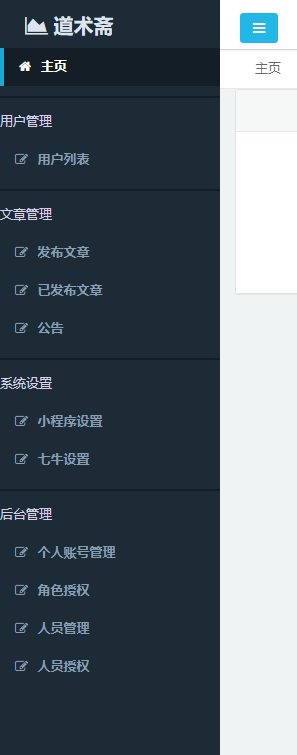 道术斋
主页
主页
用户管理
用户列表
文章管理
发布文章
已发布文章
公告
系统设置
小程序设置
七牛设置
后台管理
个人账号管理
角色授权
人员管理
人员授权